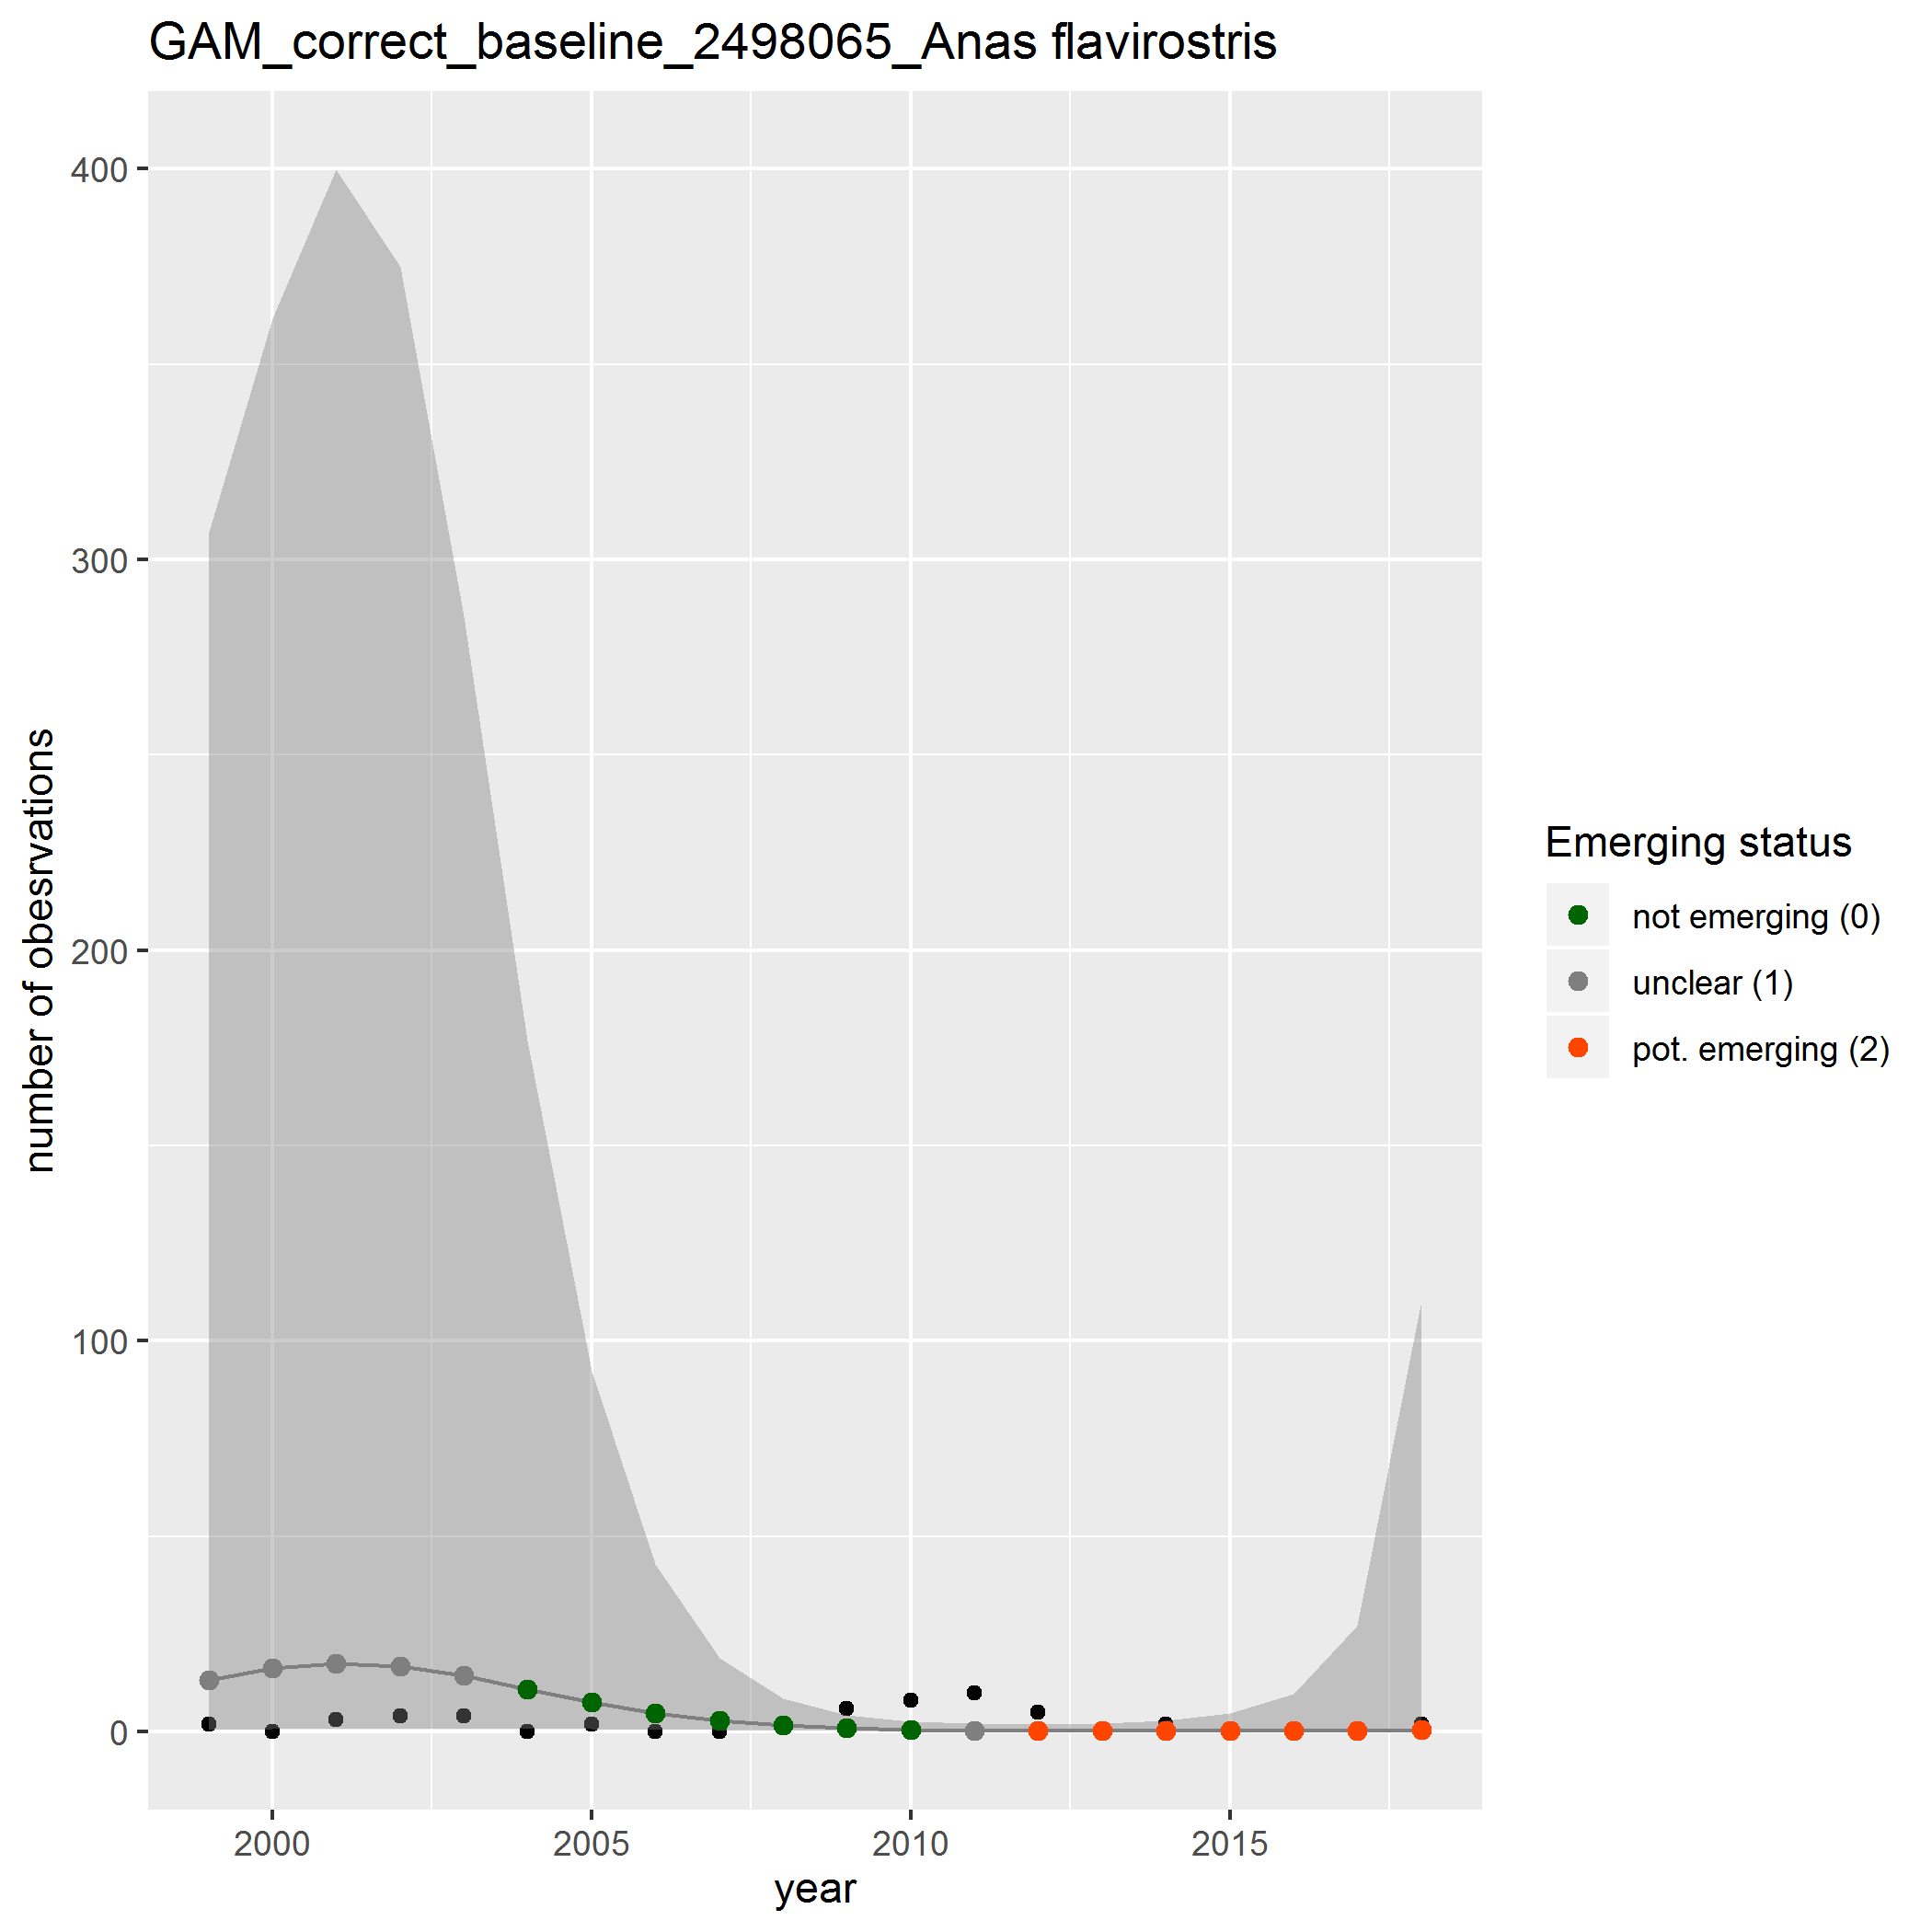 GAM_correct_baseline_2498065_Anas flavirostris
number of obesrvations
400
300
200
100
0
2000
2005
2010
2015
year
Emerging status
not emerging (0)
unclear (1)
pot. emerging (2)